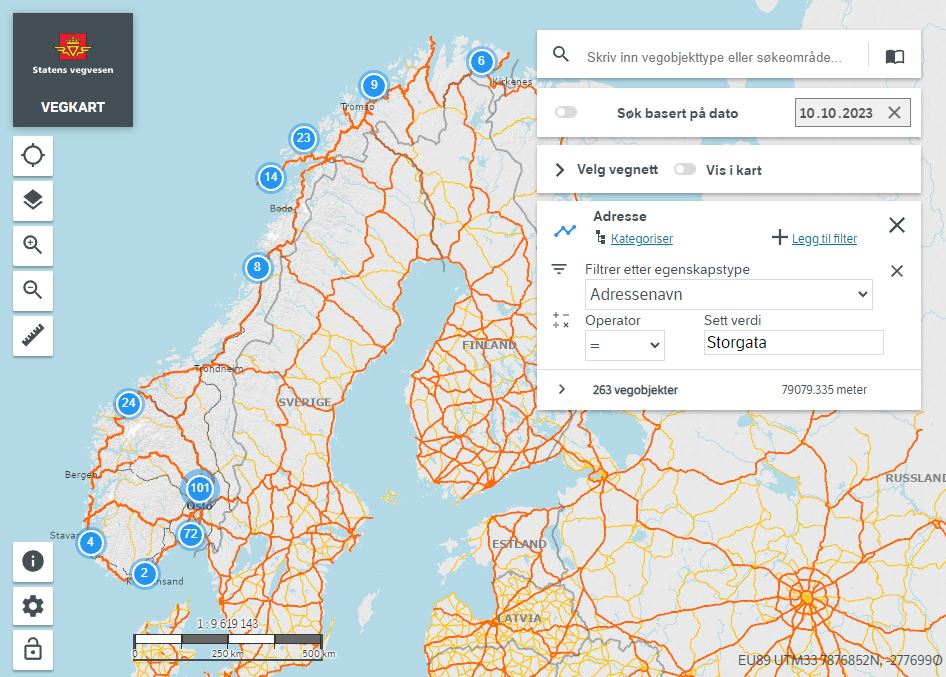 Statens vegvesen
VEGKART
Skriv inn vegobjekttype eller søkeområde...
Søk basert på dato
10.10.2023
Velg vegnett
Vis i kart
Adresse
Kategoriser
Legg til filter
Filtrer etter egenskapstype
Adressenavn
Operator
Sett verdi
=
Storgata
263 vegobjekter
79079.335 meter
6
Kirkenes
9
Tromsø
23
14
Bodø
8
FINLAND
Trondheim
SVERIGE
24
Bergen
101
Oslo
RUSSLAND
72
Stavan
4
ESTLAND
2
K
nsand
LATVIA
1 : 9 619 143
0
250 km
500 km
EU89 UTM33 7876852N, -277699Ø